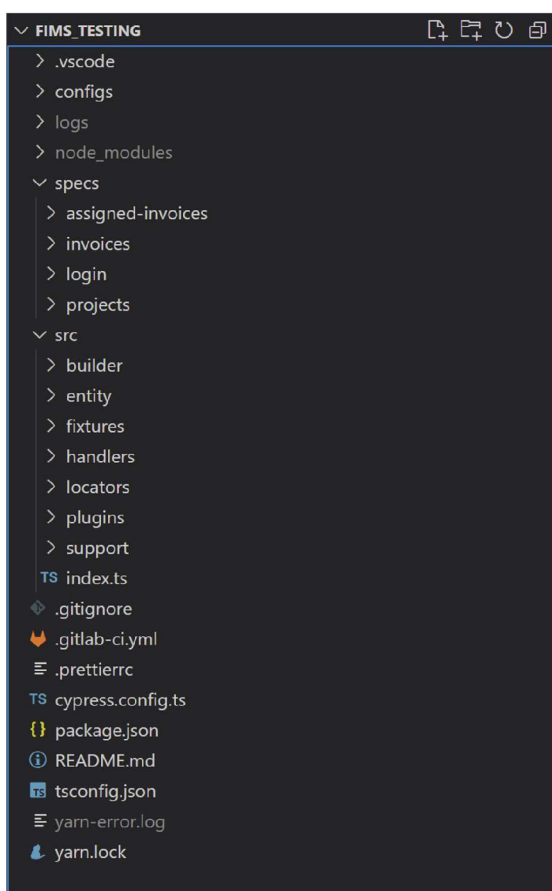 FIMS_TESTING
.vscode
configs
logs
node_modules
specs
assigned-invoices
invoices
login
projects
src
builder
entity
fixtures
handlers
locators
plugins
support
TS index.ts
.gitignore
.gitlab-ci.yml
.prettierrc
TS cypress.config.ts
{} package.json
README.md
TS tsconfig.json
yarn-error.log
yarn.lock